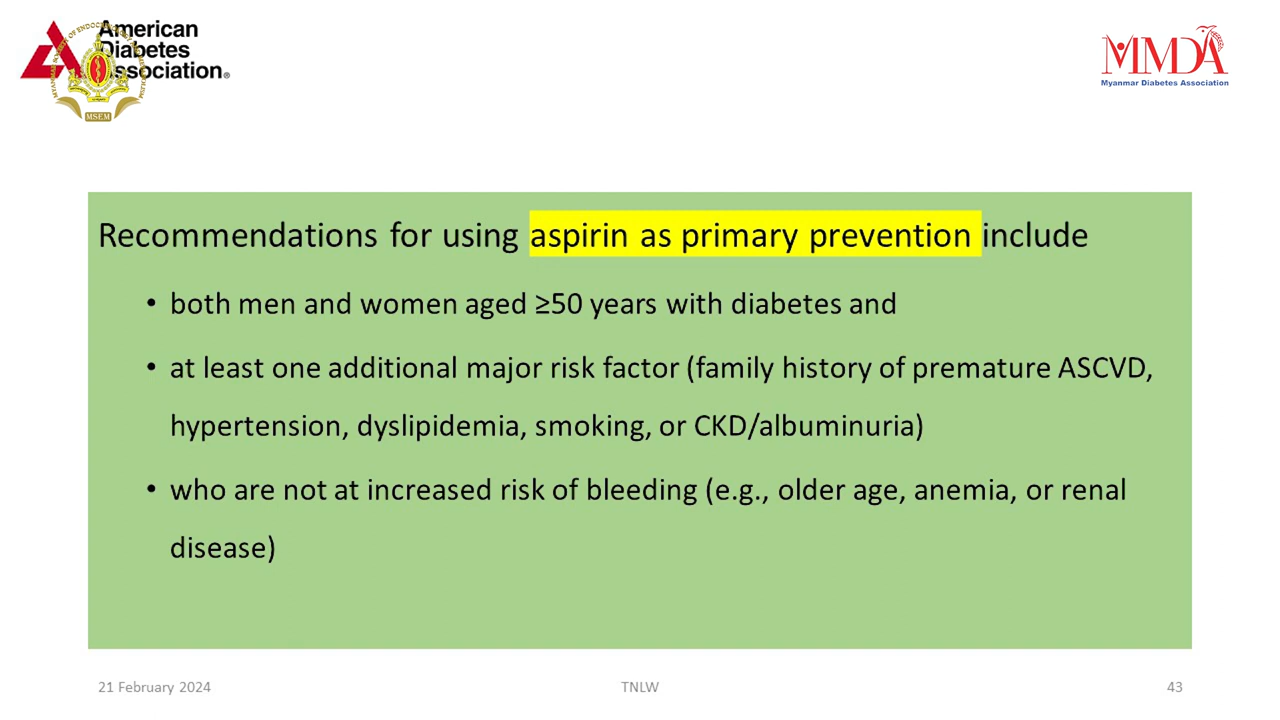 American
Diabetes
Association®
MSEM
MMDA
Myanmar Diabetes Association
Recommendations for using aspirin as primary prevention include
• both men and women aged ≥50 years with diabetes and
• at least one additional major risk factor (family history of premature ASCVD,
hypertension, dyslipidemia, smoking, or CKD/albuminuria)
• who are not at increased risk of bleeding (e.g., older age, anemia, or renal
disease)
21 February 2024
TNLW
43